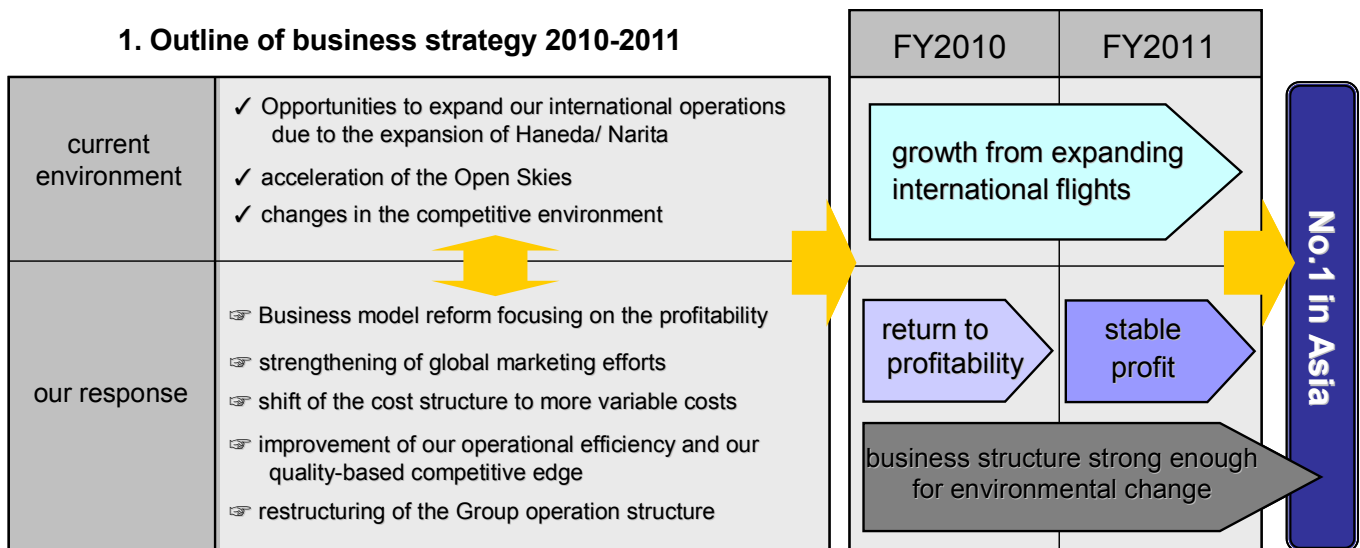 1. Outline of business strategy 2010-2011
current
environment
✓ Opportunities to expand our international operations
due to the expansion of Haneda/ Narita
✓ acceleration of the Open Skies
✓ changes in the competitive environment
our response
☞ Business model reform focusing on the profitability
☞ strengthening of global marketing efforts
☞ shift of the cost structure to more variable costs
☞ improvement of our operational efficiency and our
quality-based competitive edge
☞ restructuring of the Group operation structure
FY2010
FY2011
growth from expanding
international flights
return to
profitability
stable
profit
business structure strong enough
for environmental change
No.1 in Asia